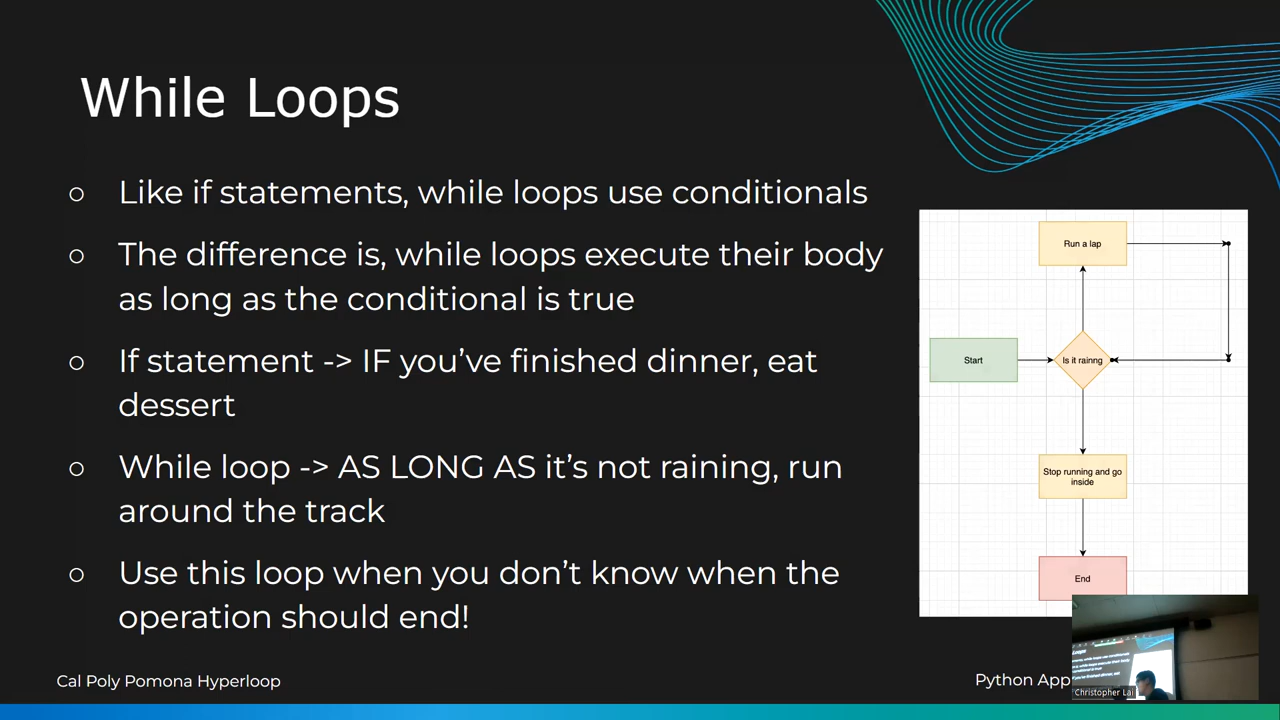 While Loops
○ Like if statements, while loops use conditionals
○ The difference is, while loops execute their body
as long as the conditional is true
○ If statement -> IF you’ve finished dinner, eat
dessert
○ While loop -> AS LONG AS it’s not raining, run
around the track
○ Use this loop when you don’t know when the
operation should end!
Run a lap
Start
Is it rainng
Stop running and go
inside
End
Cal Poly Pomona Hyperloop
Python App
Christopher Lai